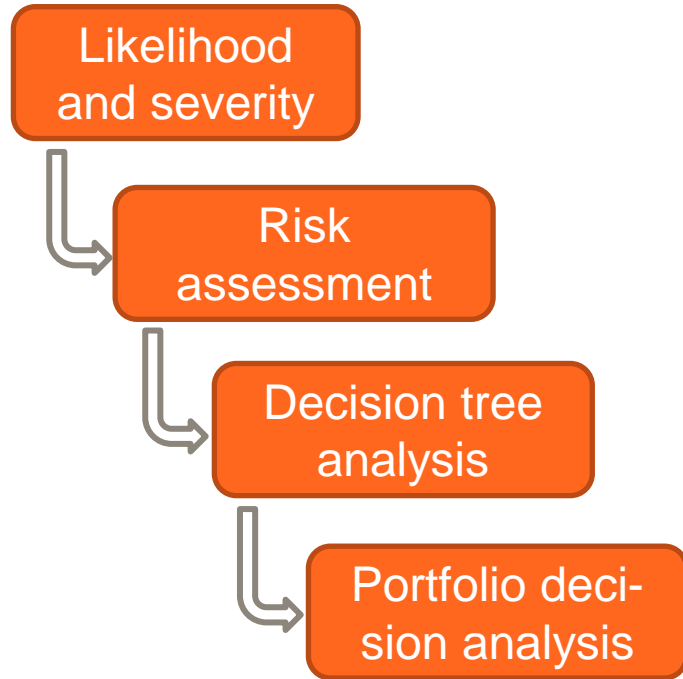 Likelihood
and severity
Risk
assessment
Decision tree
analysis
Portfolio deci-
sion analysis